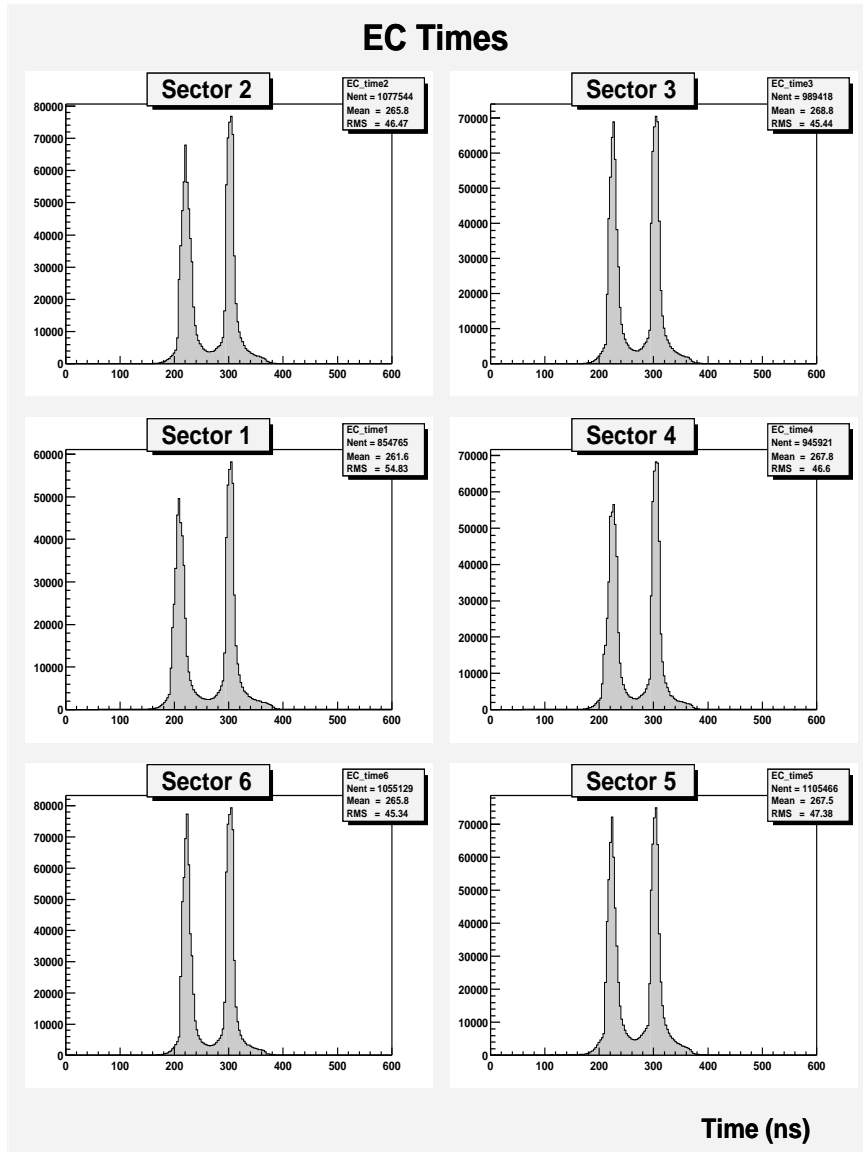 EC Times
Sector 2
EC_time2
Nent = 1077544
Mean = 265.8
RMS = 46.47
80000
70000
60000
50000
40000
30000
20000
10000
0
0 100 200 300 400 500 600
Sector 3
EC_time3
Nent = 989418
Mean = 268.8
RMS = 45.44
70000
60000
50000
40000
30000
20000
10000
0
0 100 200 300 400 500 600
Sector 1
EC_time1
Nent = 854765
Mean = 261.6
RMS = 54.83
60000
50000
40000
30000
20000
10000
0
0 100 200 300 400 500 600
Sector 4
EC_time4
Nent = 945921
Mean = 267.8
RMS = 46.6
70000
60000
50000
40000
30000
20000
10000
0
0 100 200 300 400 500 600
Sector 6
EC_time6
Nent = 1055129
Mean = 265.8
RMS = 45.34
80000
70000
60000
50000
40000
30000
20000
10000
0
0 100 200 300 400 500 600
Sector 5
EC_time5
Nent = 1105466
Mean = 267.5
RMS = 47.38
70000
60000
50000
40000
30000
20000
10000
0
0 100 200 300 400 500 600
Time (ns)